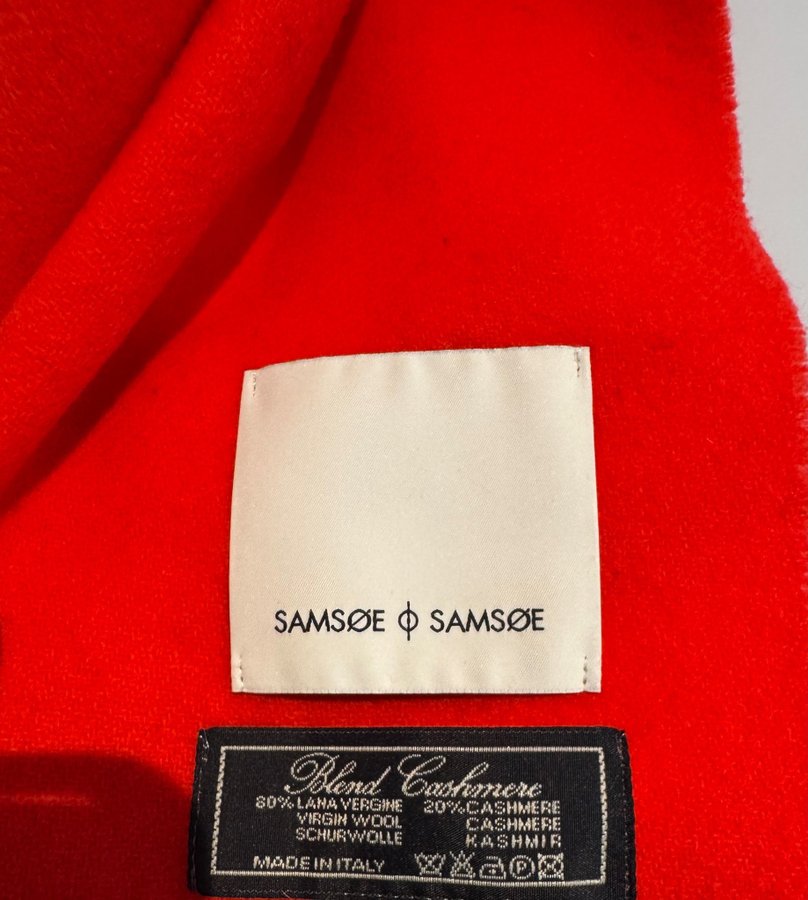 SAMSØE ϕ SAMSØE
Blend Cashmere
80% LANA VERGINE 20% CASHMERE
VIRGIN WOOL CASHMERE
SCHURWOLLE KASHMIR
MADE IN ITALY P